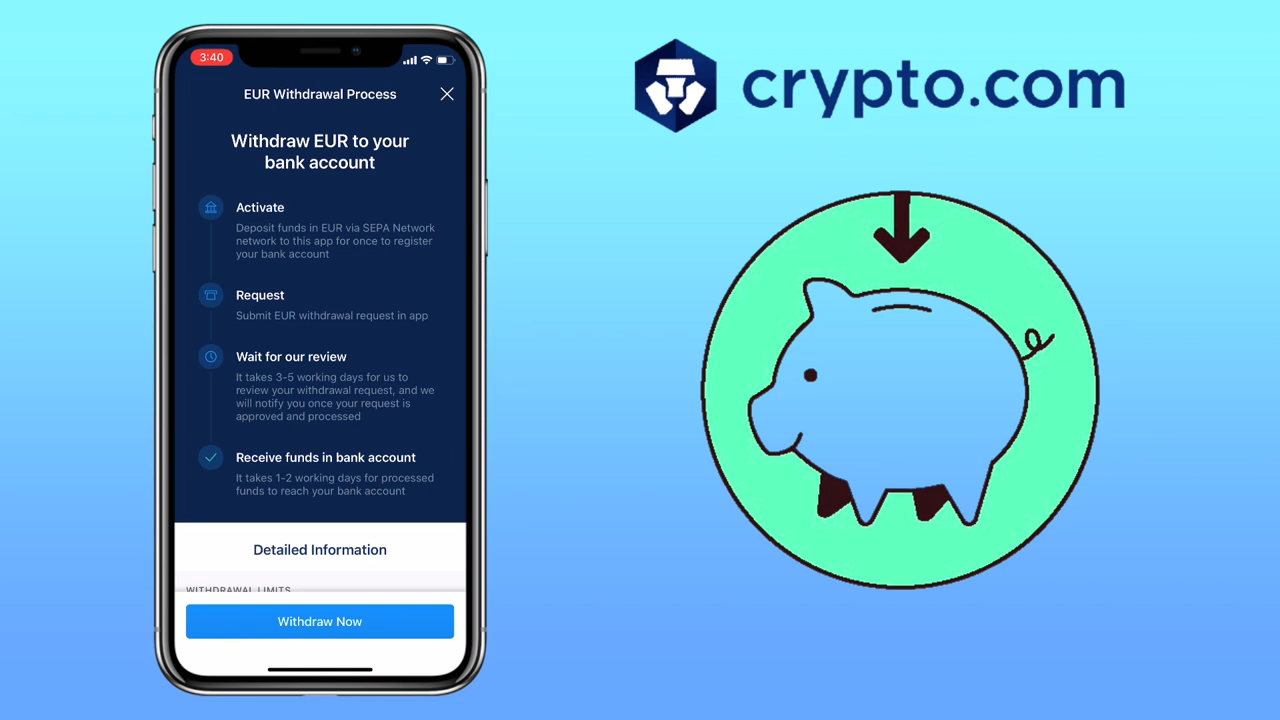 3:40
EUR Withdrawal Process
Withdraw EUR to your
bank account
Activate
Deposit funds in EUR via SEPA Network
network to this app for once to register
your bank account
Request
Submit EUR withdrawal request in app
Wait for our review
It takes 3-5 working days for us to
review your withdrawal request, and we
will notify you once your request is
approved and processed
Receive funds in bank account
It takes 1-2 working days for processed
funds to reach your bank account
Detailed Information
WITHDRAWAL LIMITS
Withdraw Now
crypto.com